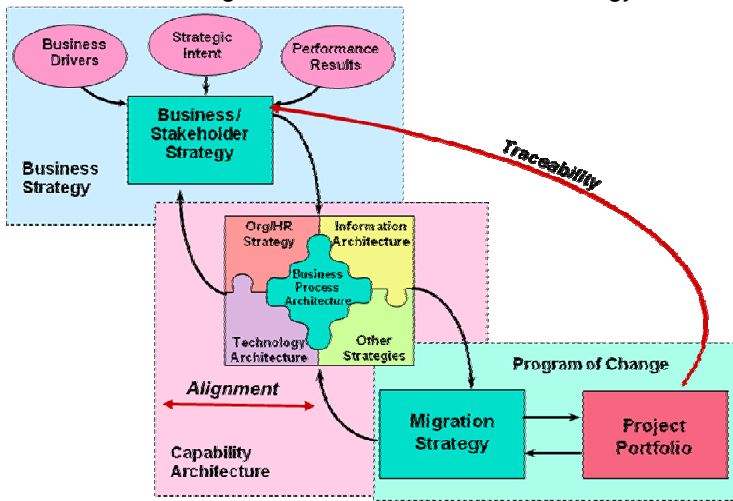 Business
Drivers
Strategic
Intent
Performance
Results
Business/
Stakeholder
Strategy
Business
Strategy
Traceability
Org/HR
Strategy
Information
Architecture
Business
Process
Architecture
Technology
Architecture
Other
Strategies
Alignment
Capability
Architecture
Program of Change
Migration
Strategy
Project
Portfolio